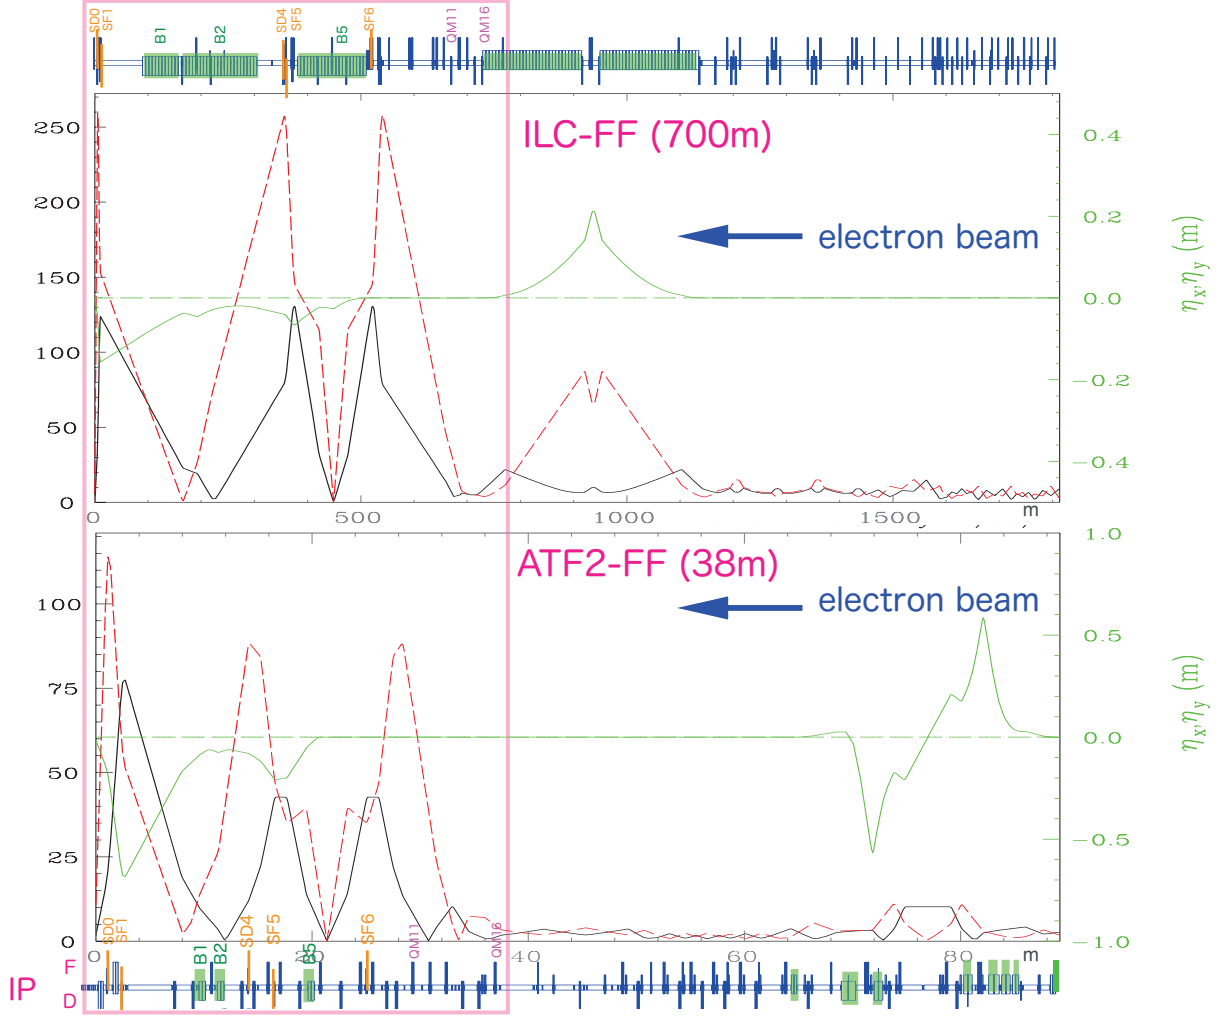 SD0 SF1 B1 B2 SD4 SF5 B5 SF6 QM11 QM16
250 ILC-FF (700m) 0.4
200 0.2
electron beam
150 0.0
ηx,ηy (m)
100 −0.2
50 −0.4
0
0 500 1000 1500 m
1.0
ATF2-FF (38m)
electron beam
100 0.5
75 0.0
ηx,ηy (m)
50
25 −0.5
0 −1.0
SD0 SF1 B1 B2 SD4 SF5 B5 SF6 QM11 QM16
0 20 40 60 80 m
IP F
D